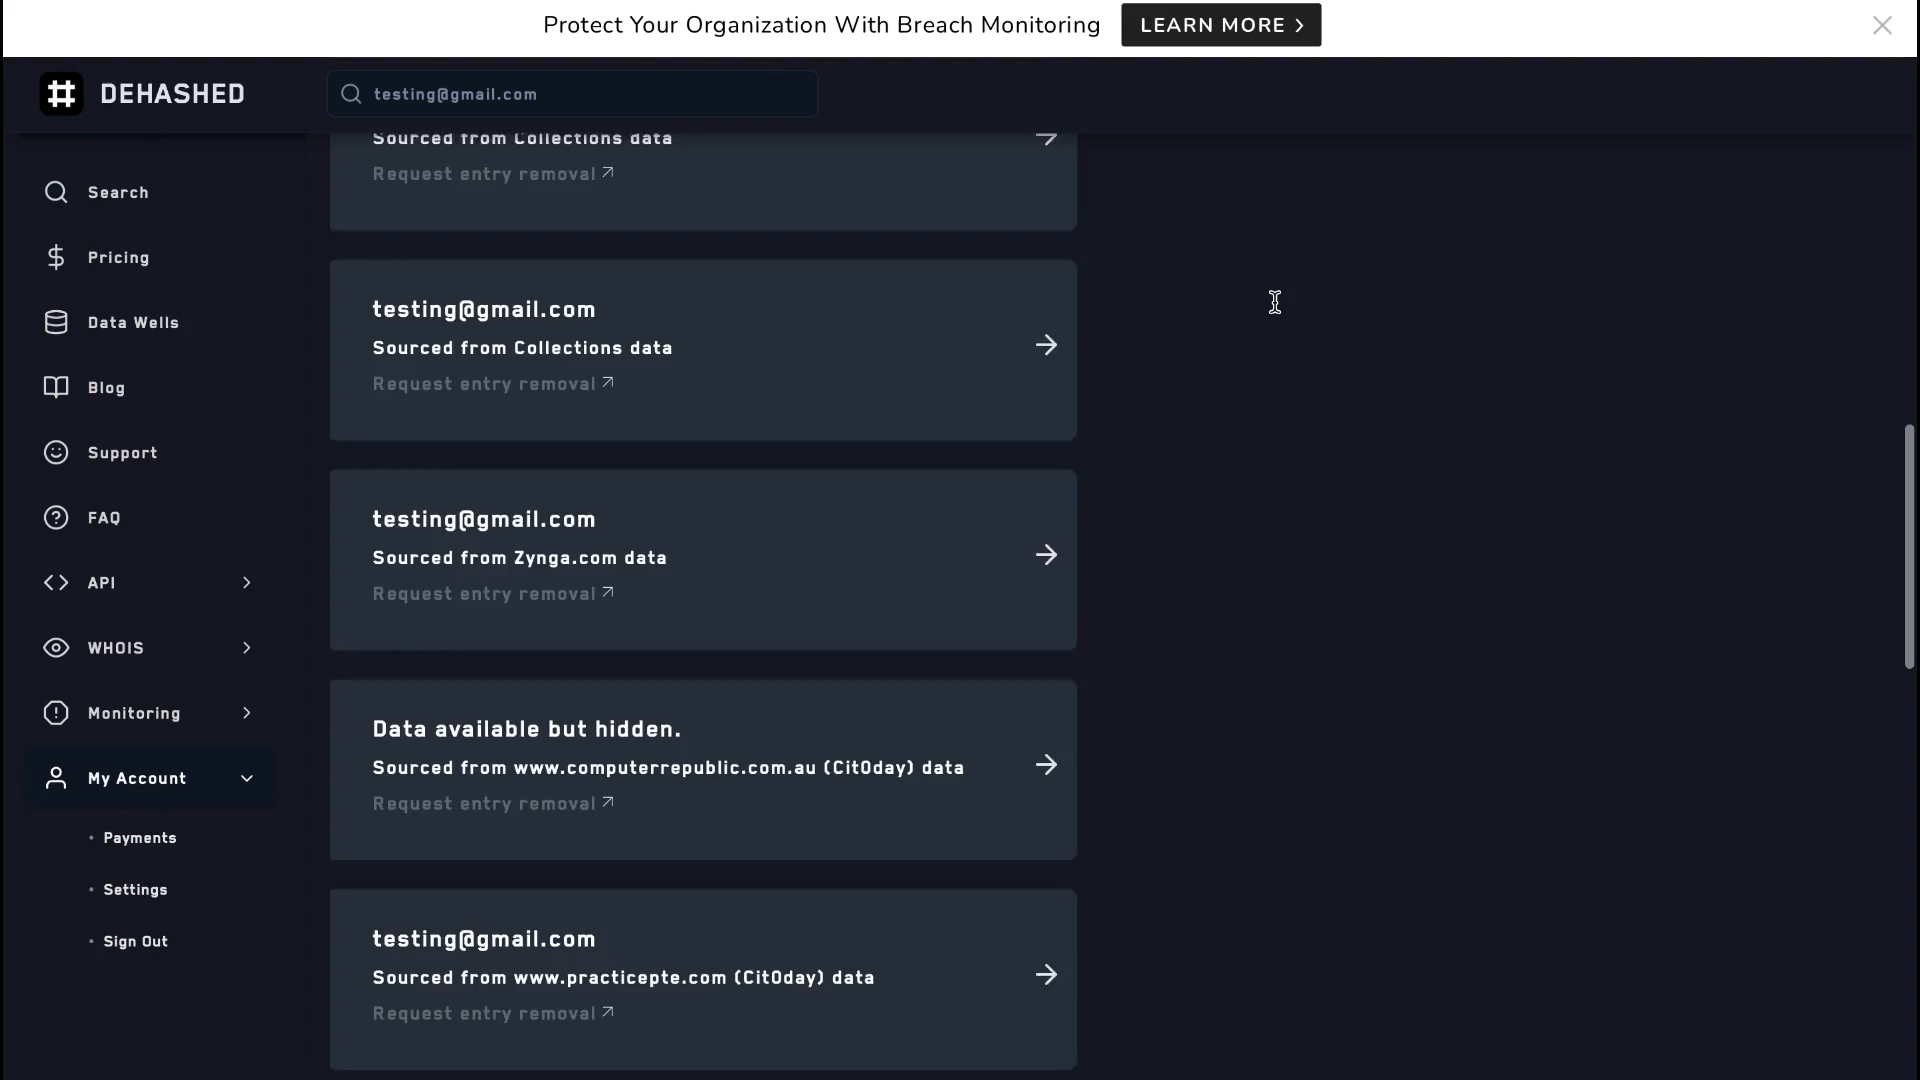 Protect Your Organization With Breach Monitoring
LEARN MORE >
DEHASHED
testing@gmail.com
Search
Pricing
Data Wells
Blog
Support
FAQ
API
WHOIS
Monitoring
My Account
• Payments
• Settings
• Sign Out
Sourced from Collections data
Request entry removal
testing@gmail.com
Sourced from Collections data
Request entry removal
testing@gmail.com
Sourced from Zynga.com data
Request entry removal
Data available but hidden.
Sourced from www.computerrepublic.com.au (Cit0day) data
Request entry removal
testing@gmail.com
Sourced from www.practicepte.com (Cit0day) data
Request entry removal